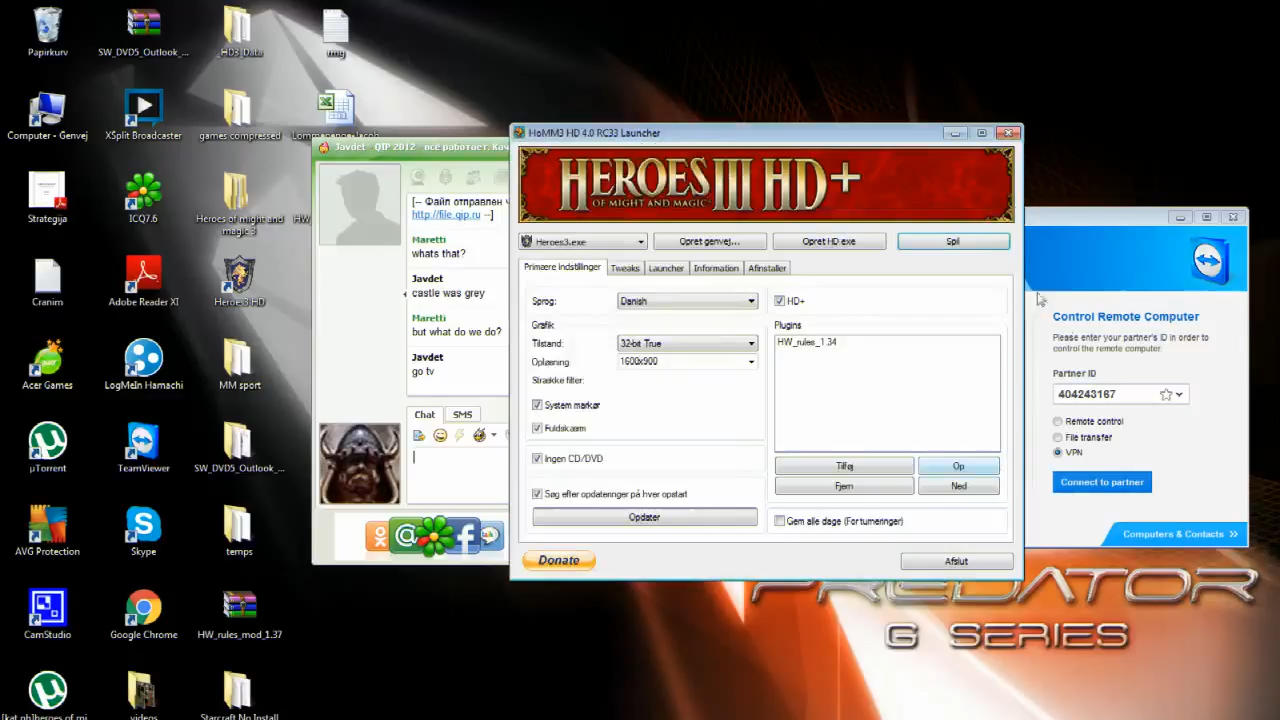 Papirkurv
SW_DVD5_Outlook_...
_HD3_Data
rmg
Computer - Genvej
XSplit Broadcaster
games compressed
Strategija
ICQ7.6
Heroes of might and
magic 3
HW
Cranim
Adobe Reader XI
Heroes3 HD
Acer Games
LogMeIn Hamachi
MM sport
µTorrent
TeamViewer
SW_DVD5_Outlook_...
AVG Protection
Skype
temps
CamStudio
Google Chrome
HW_rules_mod_1.37
videos
Starcraft No Install
Javdet
QIP 2012 -
[-- Файл отправлен ч
http://file.qip.ru --]
Maretti
whats that?
Javdet
castle was grey
Maretti
but what do we do?
Javdet
go tv
Chat
SMS
HoMM3 HD 4.0 RC33 Launcher
HEROES III HD+
OF MIGHT AND MAGIC
Heroes3.exe
Opret genvej...
Opret HD exe
Spil
Primære indstillinger
Tweaks
Launcher
Information
Afinstaller
Sprog:
Danish
HD+
Grafik:
Tilstand:
32-bit True
Opløsning:
1600x900
Strække filter:
System markør
Fuldskærm
Ingen CD/DVD
Søg efter opdateringer på hver opstart
Opdater
Plugins
HW_rules_1.34
Tilføj
Op
Fjern
Ned
Gem alle dage (For turneringer)
Donate
Afslut
Control Remote Computer
Please enter your partner's ID in order to
control the remote computer.
Partner ID
404243167
Remote control
File transfer
VPN
Connect to partner
Computers & Contacts >>
PREDATOR
G SERIES